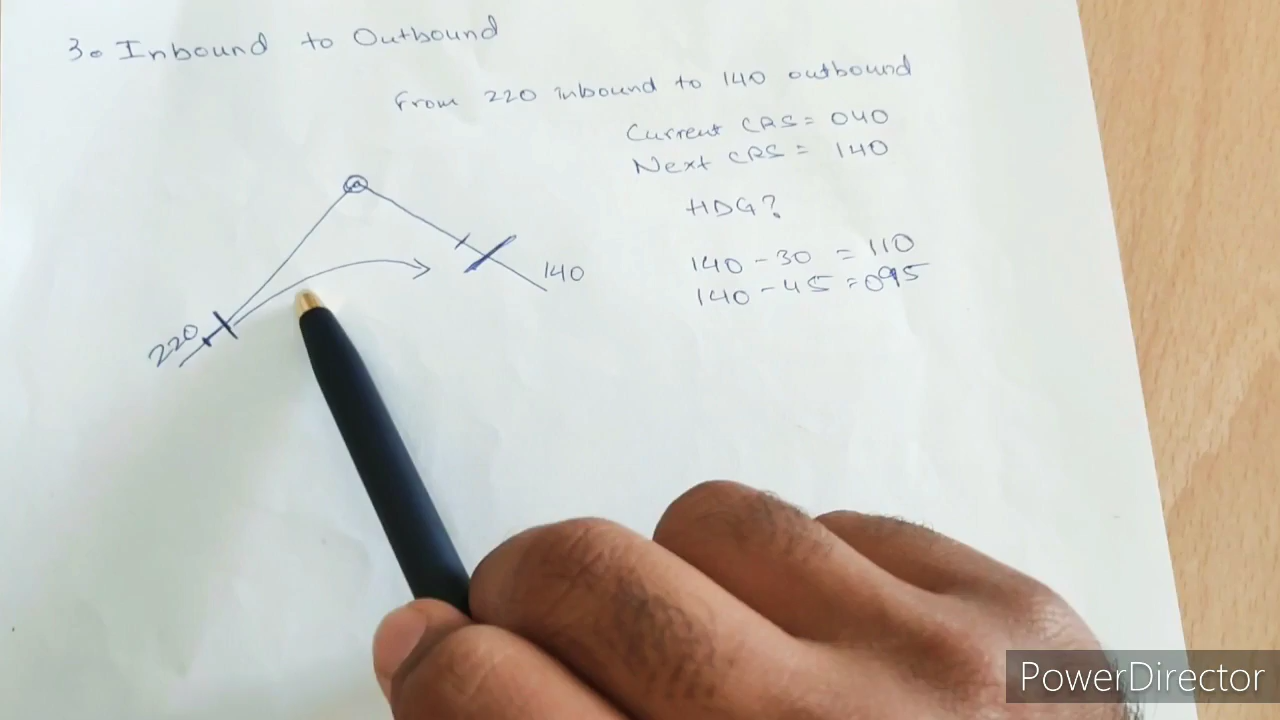 3. Inbound to Outbound
From 220 inbound to 140 outbound
Current CRS = 040
Next CRS = 140
HDG?
140 - 30 = 110
140 - 45 = 095
140
220
PowerDirector